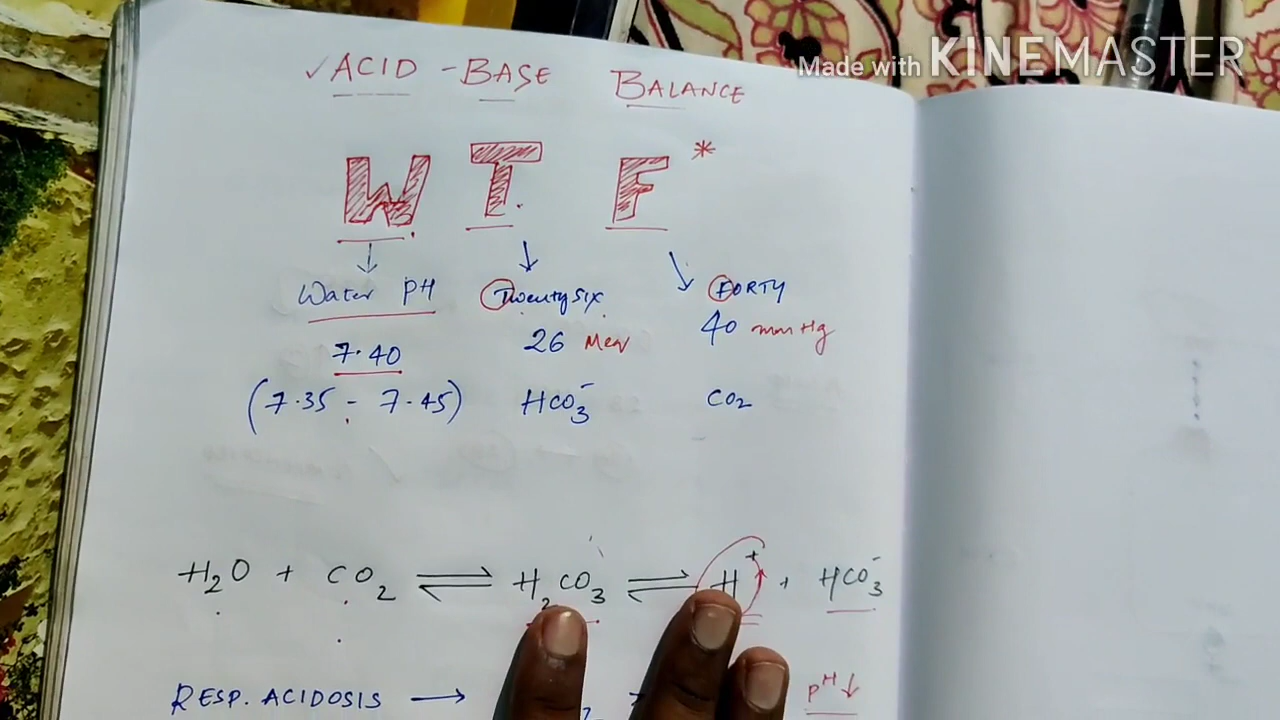 Made with KINEMASTER
✓ACID - BASE BALANCE
W T F *
Water PH Twenty six FORTY
7.40 26 Meq 40 mmHg
(7.35 - 7.45) HCO₃⁻ CO₂
H₂O + CO₂ ⇌ H₂CO₃ ⇌ H⁺ + HCO₃⁻
RESP. ACIDOSIS → pH↓